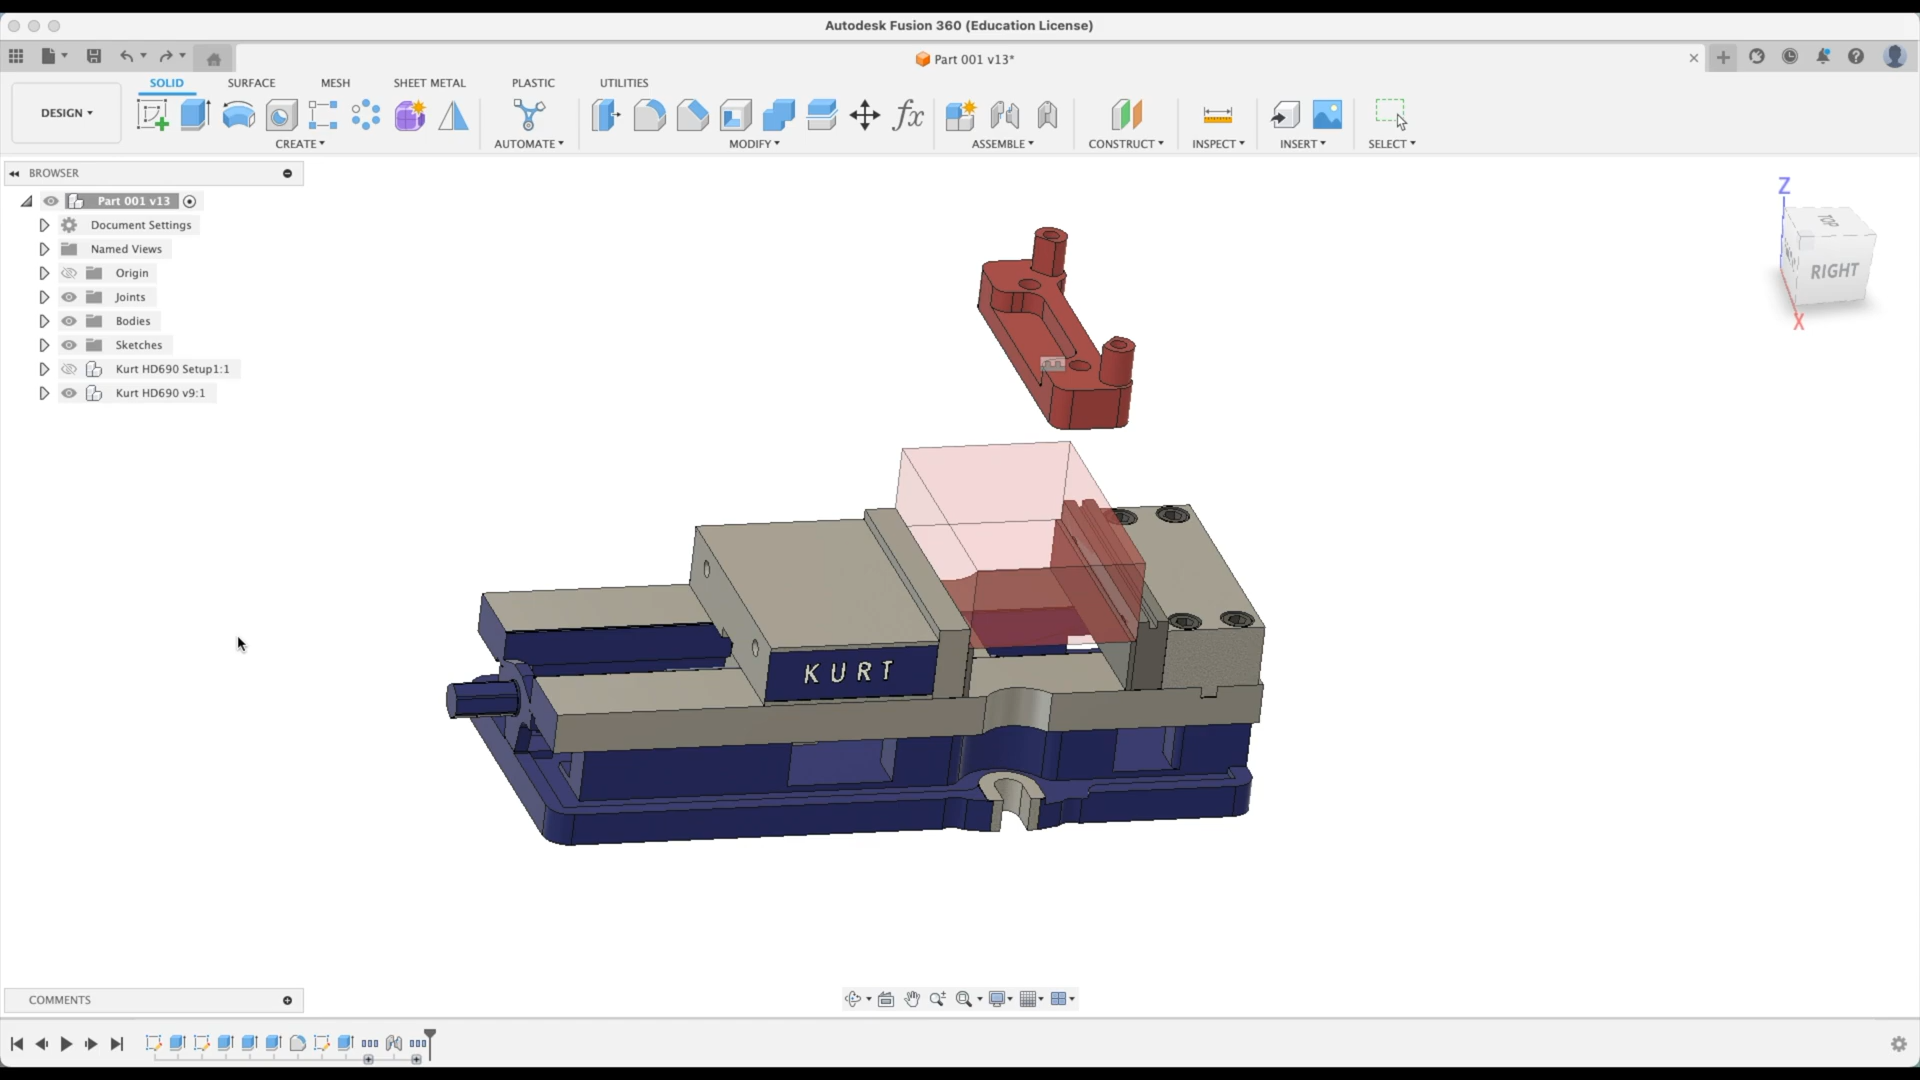 Autodesk Fusion 360 (Education License)
Part 001 v13*
SOLID SURFACE MESH SHEET METAL PLASTIC UTILITIES
DESIGN
fx
CREATE AUTOMATE MODIFY ASSEMBLE CONSTRUCT INSPECT INSERT SELECT
BROWSER
Part 001 v13
Document Settings
Named Views
Origin
Joints
Bodies
Sketches
Kurt HD690 Setup1:1
Kurt HD690 v9:1
Z
TOP
RIGHT
X
KURT
COMMENTS